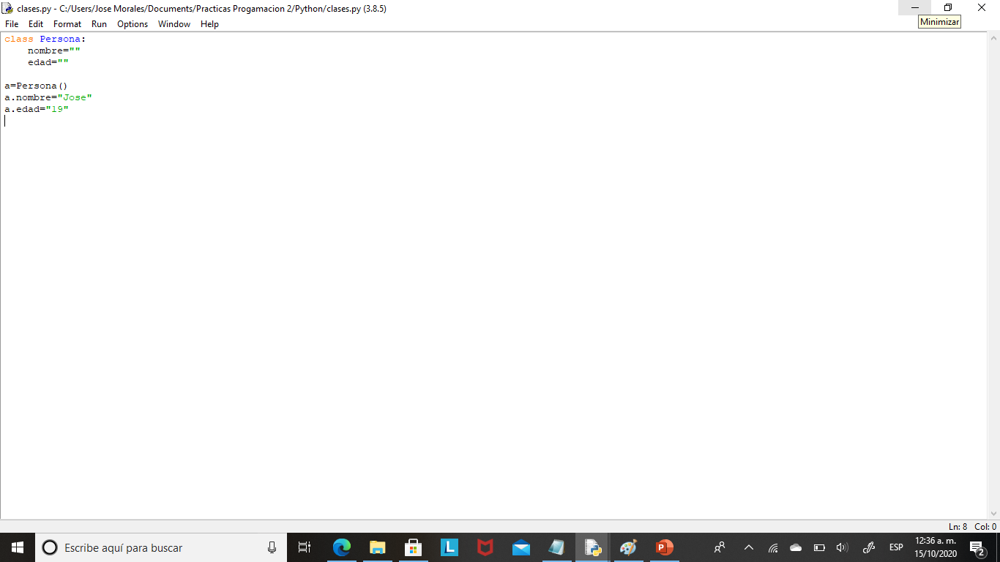 clases.py - C:/Users/Jose Morales/Documents/Practicas Progamacion 2/Python/clases.py (3.8.5)
File Edit Format Run Options Window Help
Minimizar
class Persona:
    nombre=""
    edad=""
a=Persona()
a.nombre="Jose"
a.edad="19"
Ln: 8 Col: 0
Escribe aquí para buscar
L
P
ESP
12:36 a. m.
15/10/2020
2